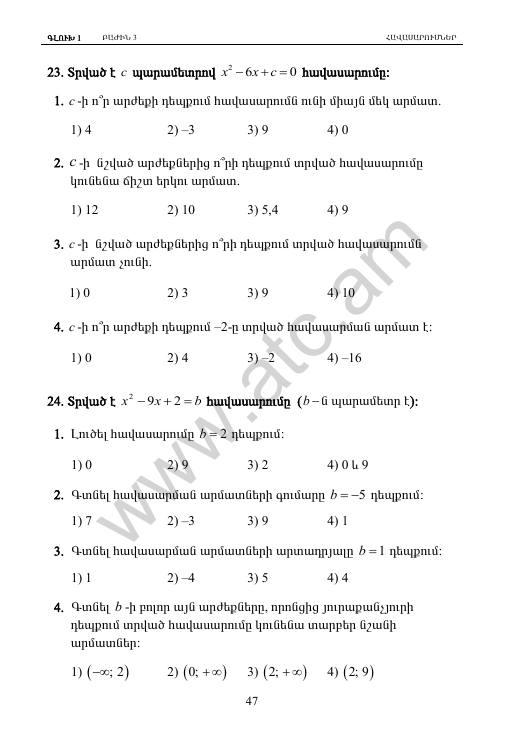 ԳԼՈՒԽ 1 ԲԱԺԻՆ 3 ՀԱՎԱՍԱՐՈՒՄՆԵՐ
23. Տրված է c պարամետրով x² − 6x + c = 0 հավասարումը:
1. c -ի ո՞ր արժեքի դեպքում հավասարումն ունի միայն մեկ արմատ.
1) 4 2) –3 3) 9 4) 0
2. c -ի նշված արժեքներից ո՞րի դեպքում տրված հավասարումը
կունենա ճիշտ երկու արմատ.
1) 12 2) 10 3) 5,4 4) 9
3. c -ի նշված արժեքներից ո՞րի դեպքում տրված հավասարումն
արմատ չունի.
1) 0 2) 3 3) 9 4) 10
4. c -ի ո՞ր արժեքի դեպքում –2-ը տրված հավասարման արմատ է:
1) 0 2) 4 3) –2 4) –16
24. Տրված է x² − 9x + 2 = b հավասարումը (b – ն պարամետր է):
1. Լուծել հավասարումը b = 2 դեպքում:
1) 0 2) 9 3) 2 4) 0 և 9
2. Գտնել հավասարման արմատների գումարը b = −5 դեպքում:
1) 7 2) –3 3) 9 4) 1
3. Գտնել հավասարման արմատների արտադրյալը b = 1 դեպքում:
1) 1 2) –4 3) 5 4) 4
4. Գտնել b -ի բոլոր այն արժեքները, որոնցից յուրաքանչյուրի
դեպքում տրված հավասարումը կունենա տարբեր նշանի
արմատներ:
1) (−∞; 2) 2) (0; +∞) 3) (2; +∞) 4) (2; 9)
47
www.atc.am